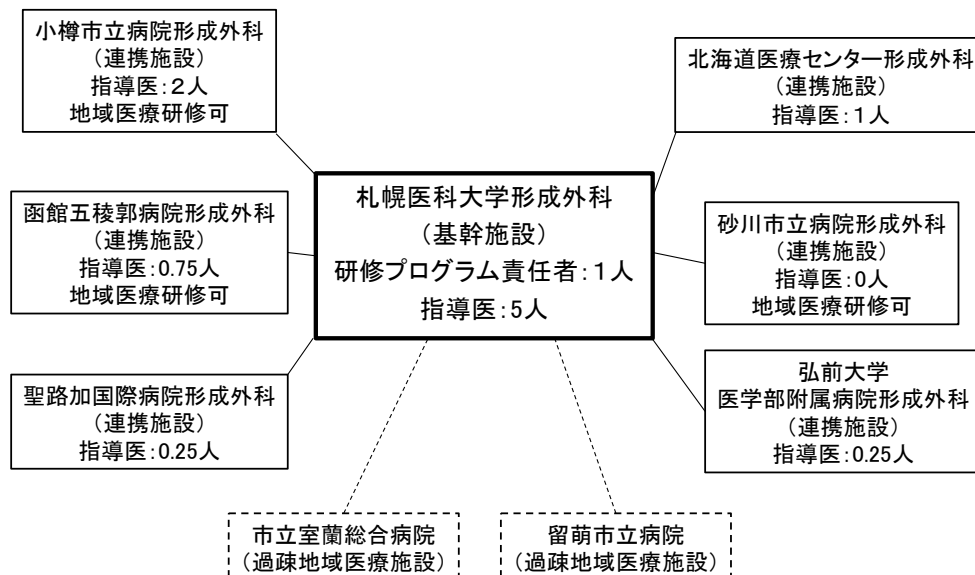 小樽市立病院形成外科
（連携施設）
指導医：２人
地域医療研修可
北海道医療センター形成外科
（連携施設）
指導医：１人
札幌医科大学形成外科
（基幹施設）
研修プログラム責任者：１人
指導医：5人
函館五稜郭病院形成外科
（連携施設）
指導医：0.75人
地域医療研修可
砂川市立病院形成外科
（連携施設）
指導医：0人
地域医療研修可
聖路加国際病院形成外科
（連携施設）
指導医：0.25人
弘前大学
医学部附属病院形成外科
（連携施設）
指導医：0.25人
市立室蘭総合病院
（過疎地域医療施設）
留萌市立病院
（過疎地域医療施設）